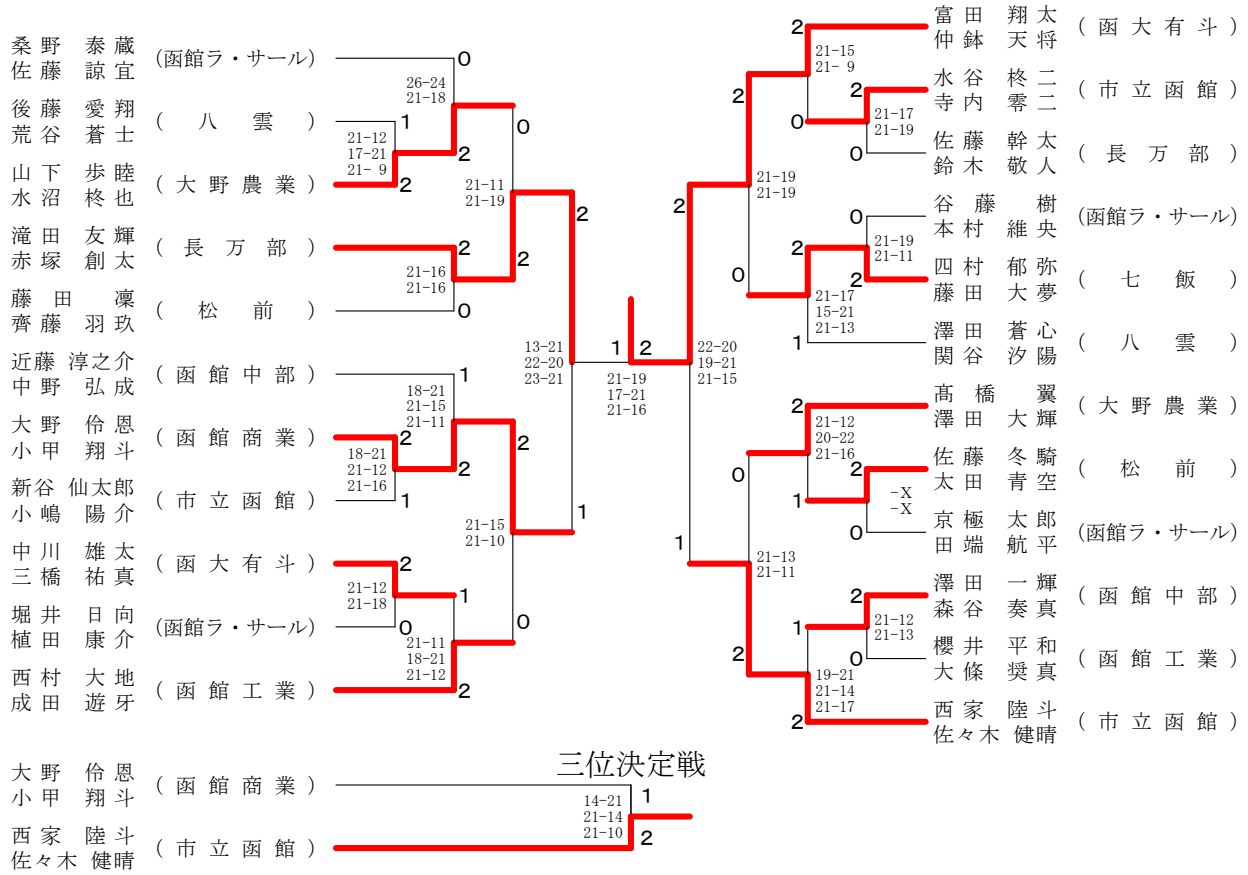 桑野 泰蔵
佐藤 諒宜
(函館ラ・サール)
0
26-24
21-18
後藤 愛翔
荒谷 蒼士
( 八 雲 )
1
21-12
17-21
21- 9
2
山下 歩睦
水沼 柊也
( 大野農業 )
2
0
21-11
21-19
滝田 友輝
赤塚 創太
( 長 万 部 )
2
21-16
21-16
2
藤田 凜
齊藤 羽玖
( 松 前 )
0
2
13-21
22-20
23-21
近藤 淳之介
中野 弘成
( 函館中部 )
1
18-21
21-15
21-11
大野 伶恩
小甲 翔斗
( 函館商業 )
2
18-21
21-12
21-16
2
新谷 仙太郎
小嶋 陽介
( 市立函館 )
1
2
21-15
21-10
1
中川 雄太
三橋 祐真
( 函大有斗 )
2
21-12
21-18
1
堀井 日向
植田 康介
(函館ラ・サール)
0
0
21-11
18-21
21-12
西村 大地
成田 遊牙
( 函館工業 )
2
1
2
21-19
17-21
21-16
2
富田 翔太
仲鉢 天将
( 函大有斗 )
21-15
21- 9
2
水谷 柊二
寺内 零二
( 市立函館 )
2
21-17
21-19
0
佐藤 幹太
鈴木 敬人
( 長 万 部 )
0
21-19
21-19
2
谷藤 樹
本村 維央
(函館ラ・サール)
0
21-19
21-11
2
四村 郁弥
藤田 大夢
( 七 飯 )
2
0
21-17
15-21
21-13
澤田 蒼心
関谷 汐陽
( 八 雲 )
1
22-20
19-21
21-15
髙橋 翼
澤田 大輝
( 大野農業 )
2
21-12
20-22
21-16
0
佐藤 冬騎
太田 青空
( 松 前 )
2
-X
-X
1
京極 太郎
田端 航平
(函館ラ・サール)
0
1
21-13
21-11
澤田 一輝
森谷 奏真
( 函館中部 )
2
21-12
21-13
1
櫻井 平和
大條 奨真
( 函館工業 )
0
2
19-21
21-14
21-17
西家 陸斗
佐々木 健晴
( 市立函館 )
2
三位決定戦
大野 伶恩
小甲 翔斗
( 函館商業 )
1
14-21
21-14
21-10
西家 陸斗
佐々木 健晴
( 市立函館 )
2